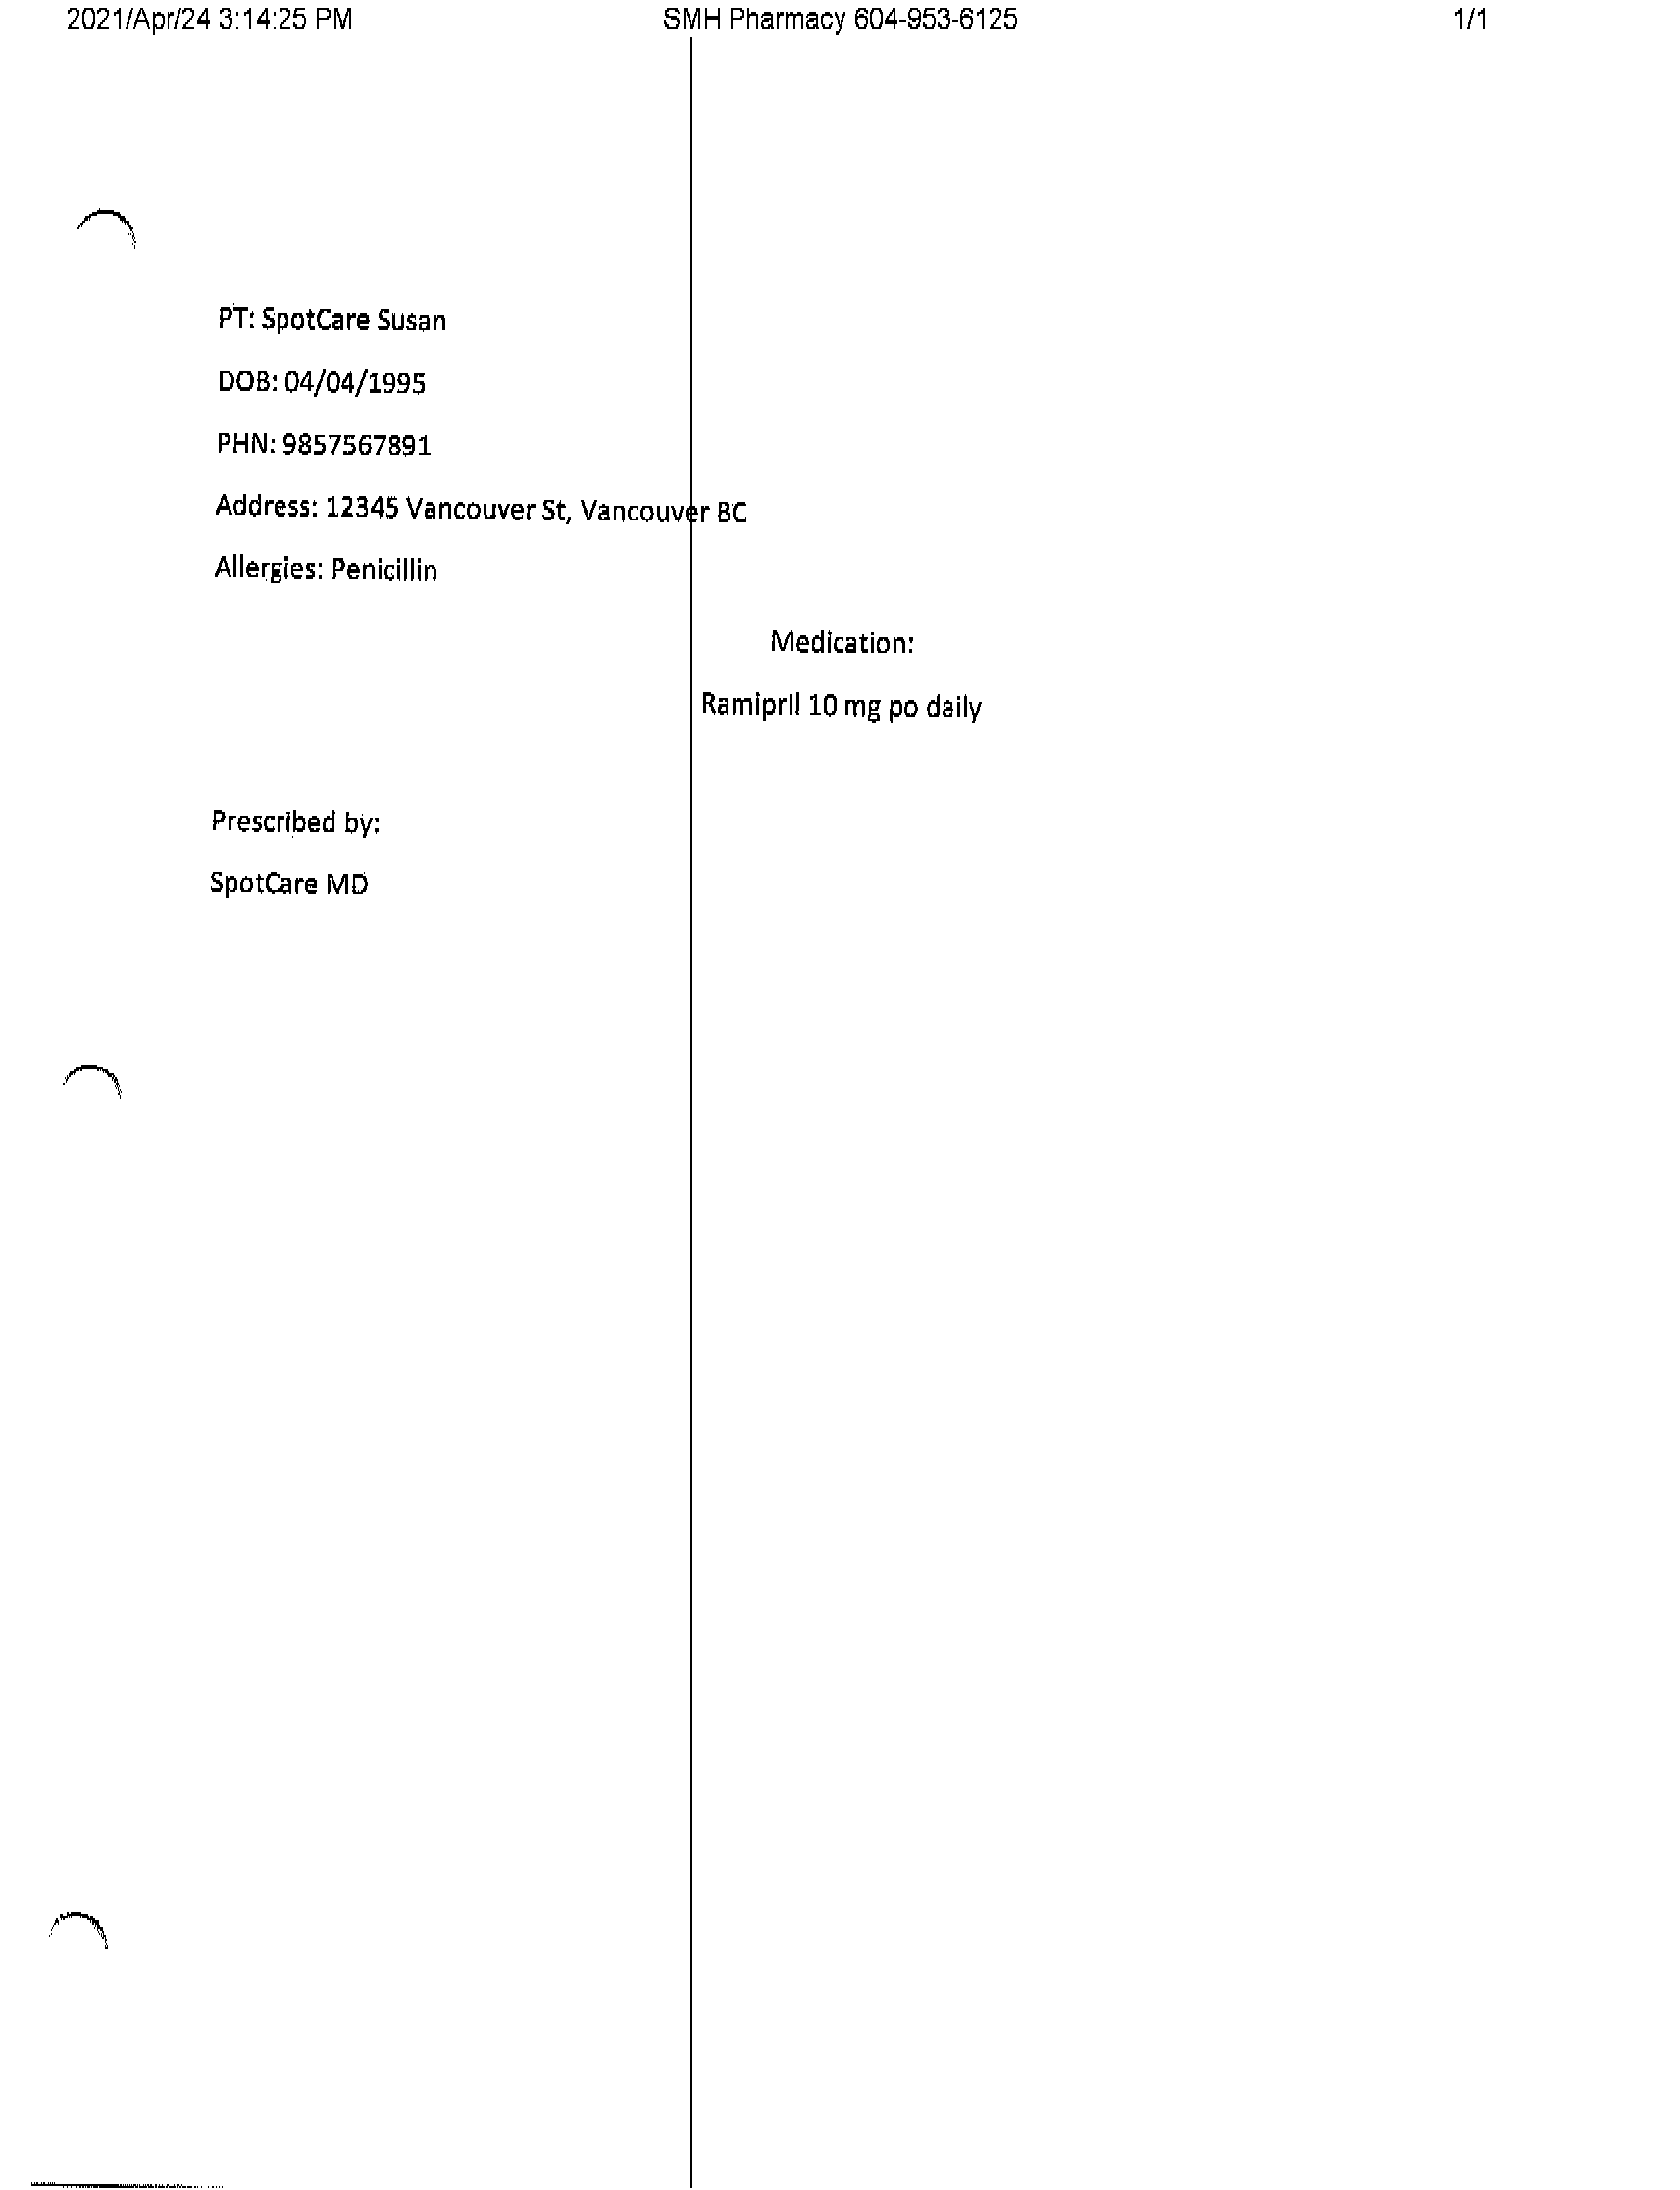 2021/Apr/24 3:14:25 PM SMH Pharmacy 604-953-6125 1/1
PT: SpotCare Susan
DOB: 04/04/1995
PHN: 9857567891
Address: 12345 Vancouver St, Vancouver BC
Allergies: Penicillin
Medication:
Ramipril 10 mg po daily
Prescribed by:
SpotCare MD